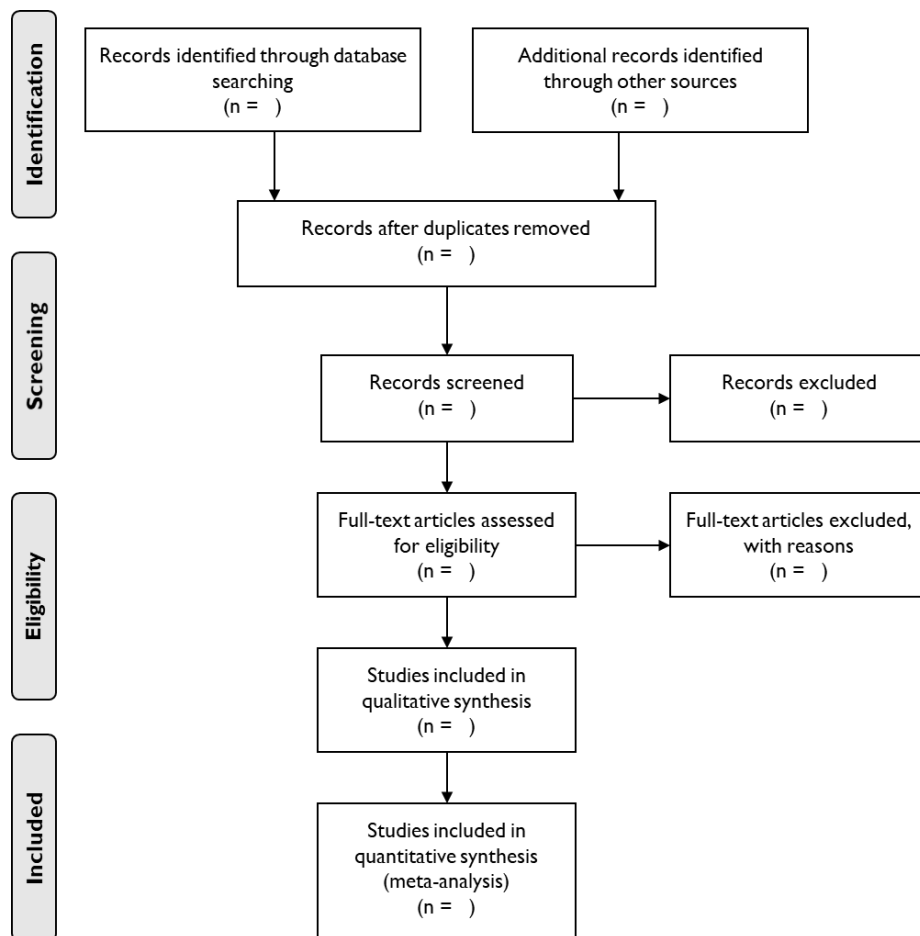 Identification
Records identified through database
searching
(n =   )
Additional records identified
through other sources
(n =   )
Records after duplicates removed
(n =   )
Screening
Records screened
(n =   )
Records excluded
(n =   )
Eligibility
Full-text articles assessed
for eligibility
(n =   )
Full-text articles excluded,
with reasons
(n =   )
Studies included in
qualitative synthesis
(n =   )
Included
Studies included in
quantitative synthesis
(meta-analysis)
(n =   )